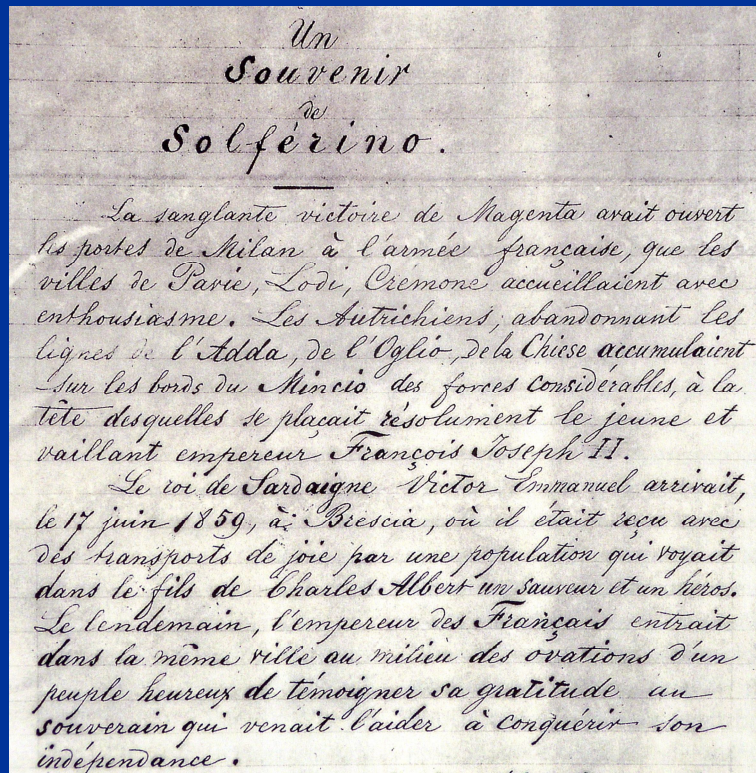 Un
Souvenir
de
Solférino.
La sanglante victoire de Magenta avait ouvert
les portes de Milan à l'armée française, que les
villes de Pavie, Lodi, Crémone accueillaient avec
enthousiasme. Les Autrichiens, abandonnant les
lignes de l'Adda, de l'Oglio, de la Chiese accumulaient
sur les bords du Mincio des forces considérables, à la
tête desquelles se plaçait résolument le jeune et
vaillant empereur François Joseph II.
Le roi de Sardaigne Victor Emmanuel arrivait,
le 17 juin 1859, à Brescia, où il était reçu avec
des transports de joie par une population qui voyait
dans le fils de Charles Albert un sauveur et un héros.
Le lendemain, l'empereur des Français entrait
dans la même ville au milieu des ovations d'un
peuple heureux de témoigner sa gratitude au
souverain qui venait l'aider à conquérir son
indépendance.